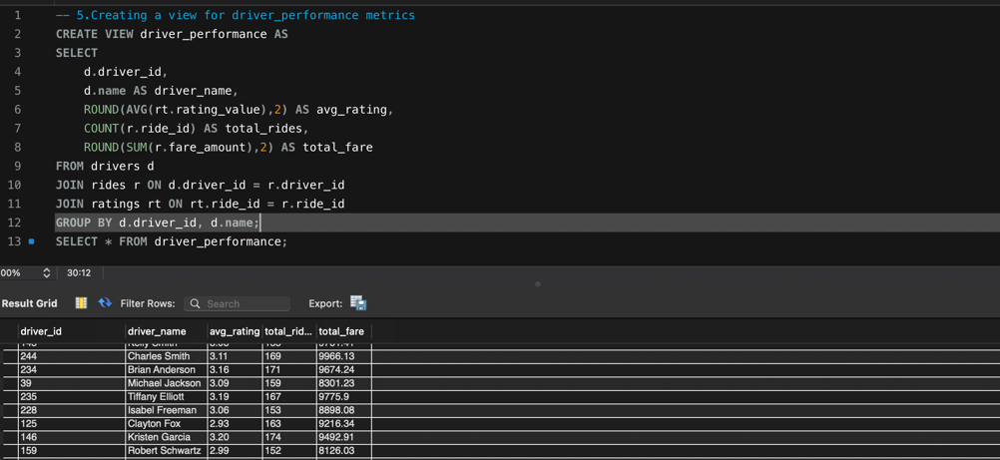 1 -- 5.Creating a view for driver_performance metrics
2 CREATE VIEW driver_performance AS
3 SELECT
4 d.driver_id,
5 d.name AS driver_name,
6 ROUND(AVG(rt.rating_value),2) AS avg_rating,
7 COUNT(r.ride_id) AS total_rides,
8 ROUND(SUM(r.fare_amount),2) AS total_fare
9 FROM drivers d
10 JOIN rides r ON d.driver_id = r.driver_id
11 JOIN ratings rt ON rt.ride_id = r.ride_id
12 GROUP BY d.driver_id, d.name;
13 SELECT * FROM driver_performance;
00% 30:12
Result Grid Filter Rows: Search Export:
driver_id driver_name avg_rating total_rid... total_fare
Kelly Smith
244 Charles Smith 3.11 169 9966.13
234 Brian Anderson 3.16 171 9674.24
39 Michael Jackson 3.09 159 8301.23
235 Tiffany Elliott 3.19 167 9775.9
228 Isabel Freeman 3.06 153 8898.08
125 Clayton Fox 2.93 163 9216.34
146 Kristen Garcia 3.20 174 9492.91
159 Robert Schwartz 2.99 152 8126.03